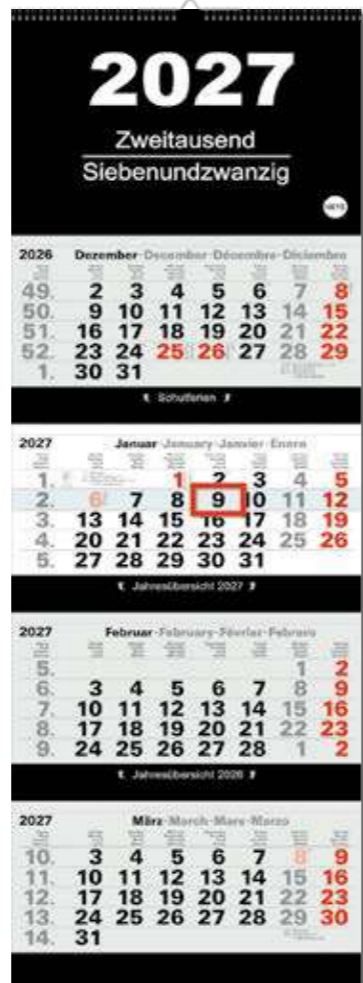 2027
Zweitausend
Siebenundzwanzig
2026 Dezember-December-Décembre-Diciembre
49. 2 3 4 5 6 7 8
50. 9 10 11 12 13 14 15
51. 16 17 18 19 20 21 22
52. 23 24 25 26 27 28 29
1. 30 31
Schulferien
2027 Januar-January-Janvier-Enero
1. 1 2 3 4 5
2. 6 7 8 9 10 11 12
3. 13 14 15 16 17 18 19
4. 20 21 22 23 24 25 26
5. 27 28 29 30 31
Jahresübersicht 2027
2027 Februar-February-Février-Febrero
5. 1 2
6. 3 4 5 6 7 8 9
7. 10 11 12 13 14 15 16
8. 17 18 19 20 21 22 23
9. 24 25 26 27 28 1 2
Jahresübersicht 2026
2027 März-March-Mars-Marzo
10. 3 4 5 6 7 8 9
11. 10 11 12 13 14 15 16
12. 17 18 19 20 21 22 23
13. 24 25 26 27 28 29 30
14. 31